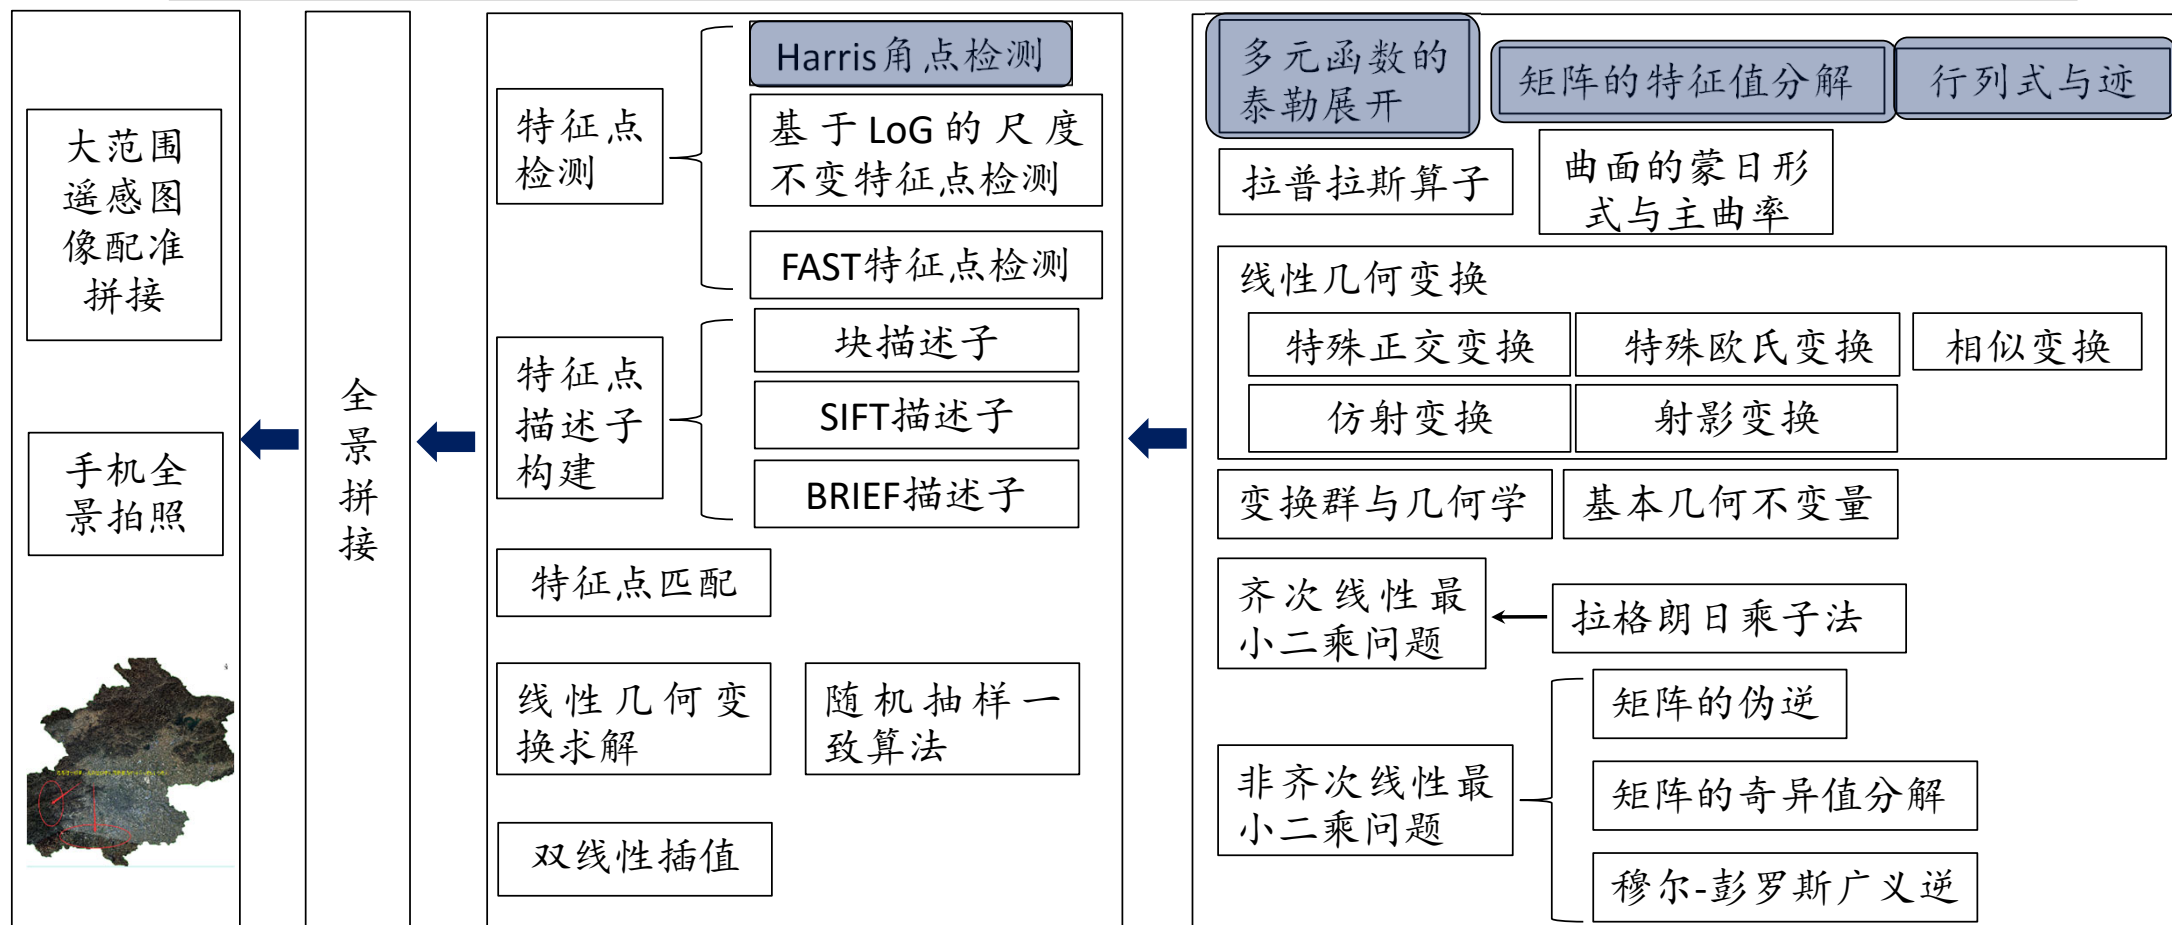 大范围
遥感图
像配准
拼接
手机全
景拍照
全
景
拼
接
特征点
检测
Harris角点检测
基于LoG的尺度
不变特征点检测
FAST特征点检测
特征点
描述子
构建
块描述子
SIFT描述子
BRIEF描述子
特征点匹配
线性几何变
换求解
随机抽样一
致算法
双线性插值
多元函数的
泰勒展开
矩阵的特征值分解
行列式与迹
拉普拉斯算子
曲面的蒙日形
式与主曲率
线性几何变换
特殊正交变换
特殊欧氏变换
相似变换
仿射变换
射影变换
变换群与几何学
基本几何不变量
齐次线性最
小二乘问题
拉格朗日乘子法
非齐次线性最
小二乘问题
矩阵的伪逆
矩阵的奇异值分解
穆尔-彭罗斯广义逆